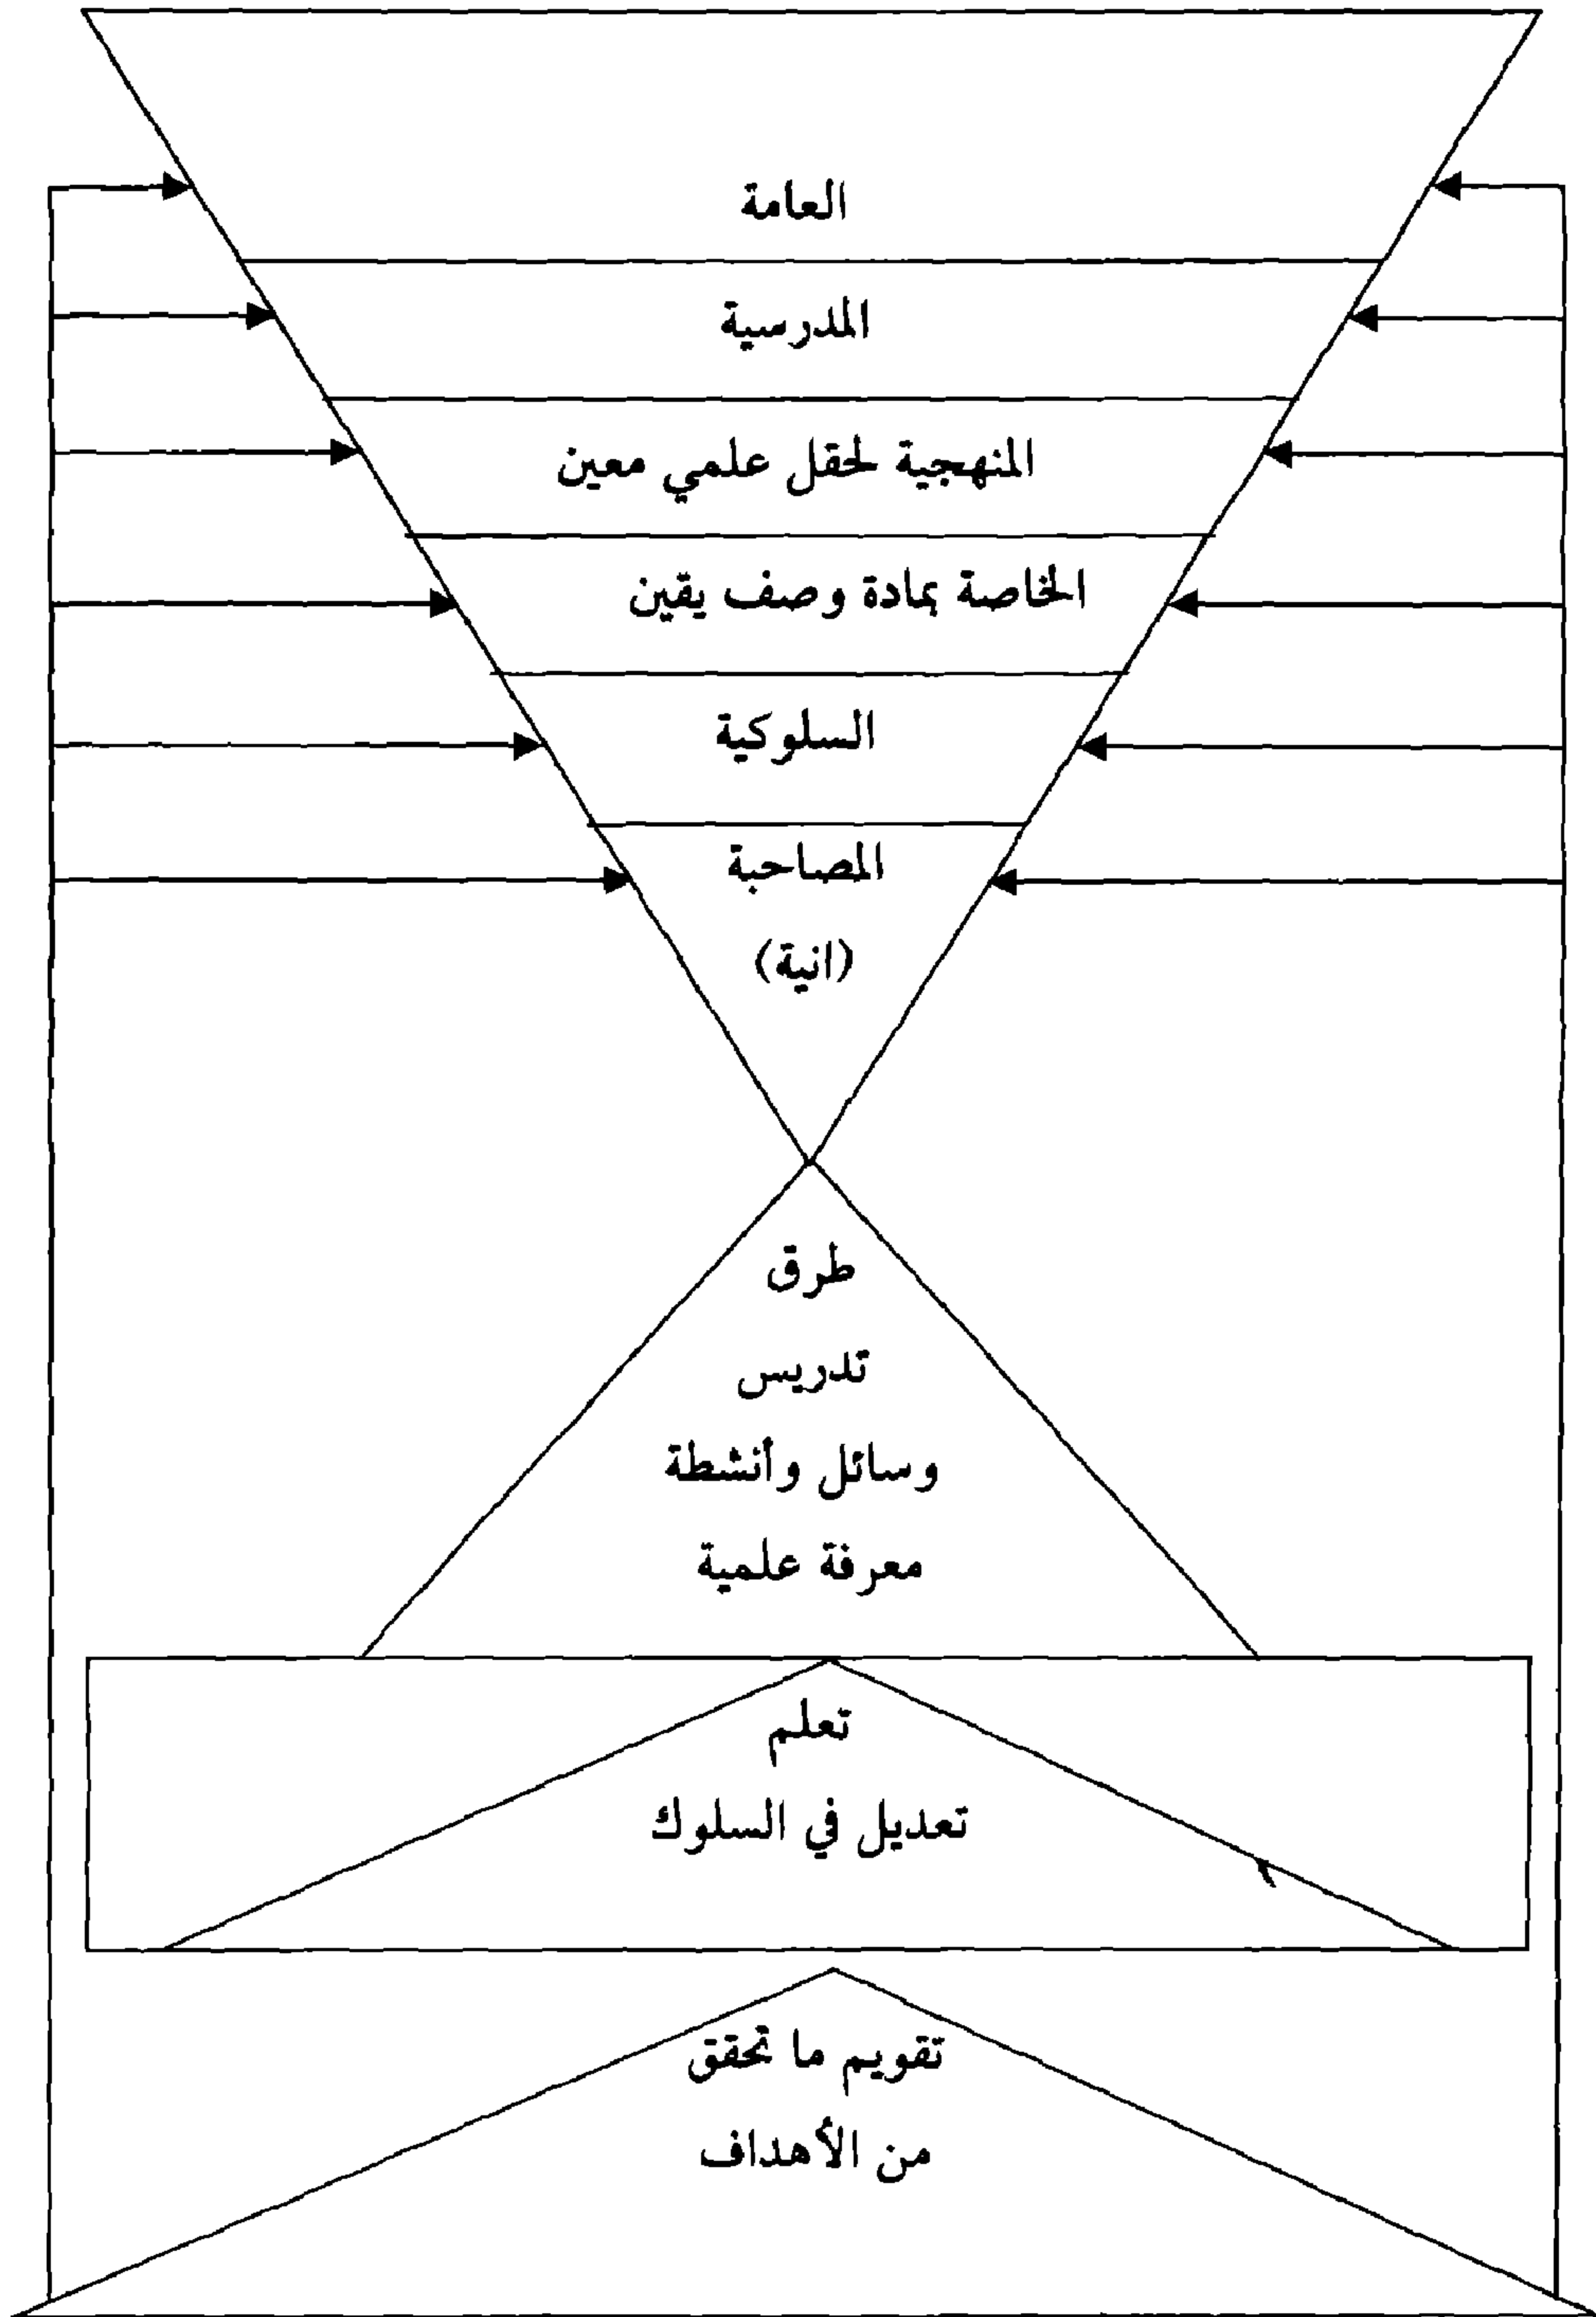 العامة
المدرسية
المنهجية لحقل علمي معين
الخاصة بمادة وصف يقين
السلوكية
المصاحبة
(انية)
طرق
تدريس
وسائل وأنشطة
معرفة علمية
تعلم
تعديل في السلوك
تقويم ما تحقق
من الأهداف